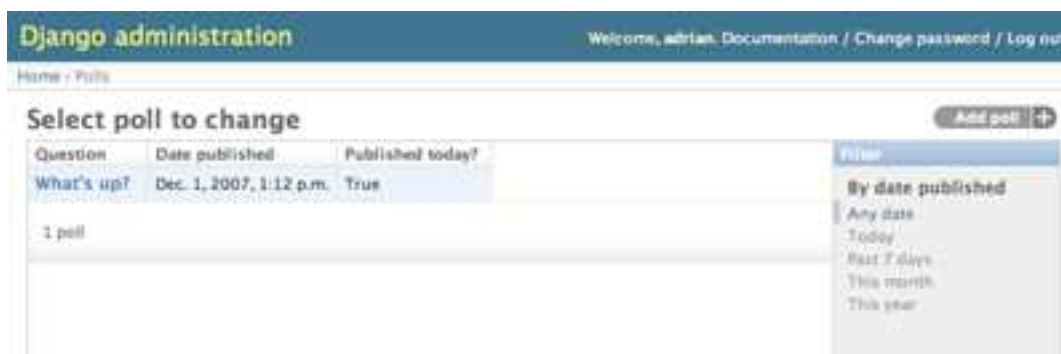 Django administration
Welcome, adrian. Documentation / Change password / Log out
Home › Polls
Select poll to change
Add poll +
Question Date published Published today?
What's up? Dec. 1, 2007, 1:12 p.m. True
1 poll
Filter
By date published
Any date
Today
Past 7 days
This month
This year